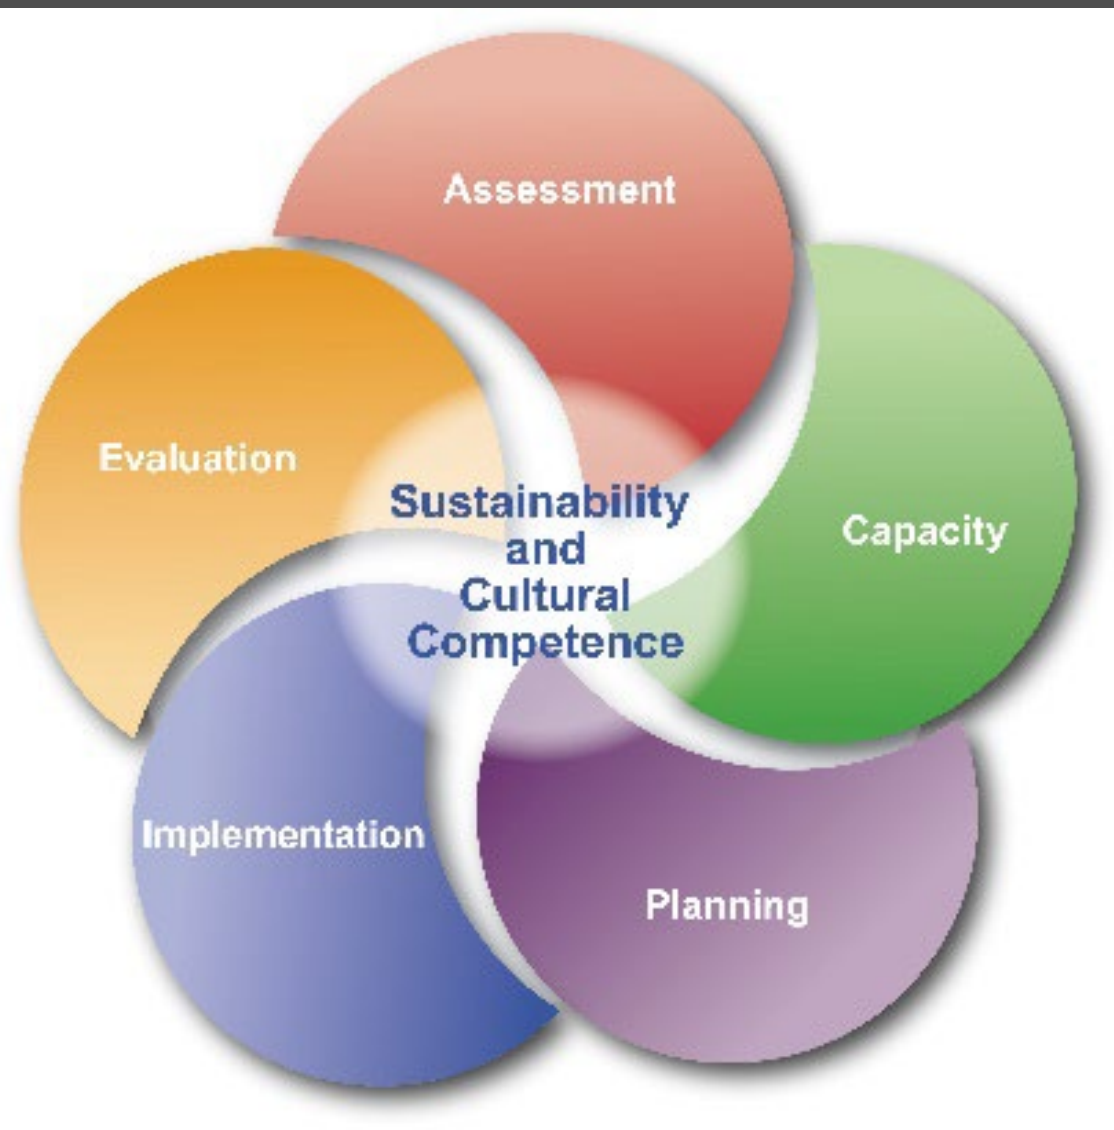 Assessment
Capacity
Planning
Implementation
Evaluation
Sustainability
and
Cultural
Competence